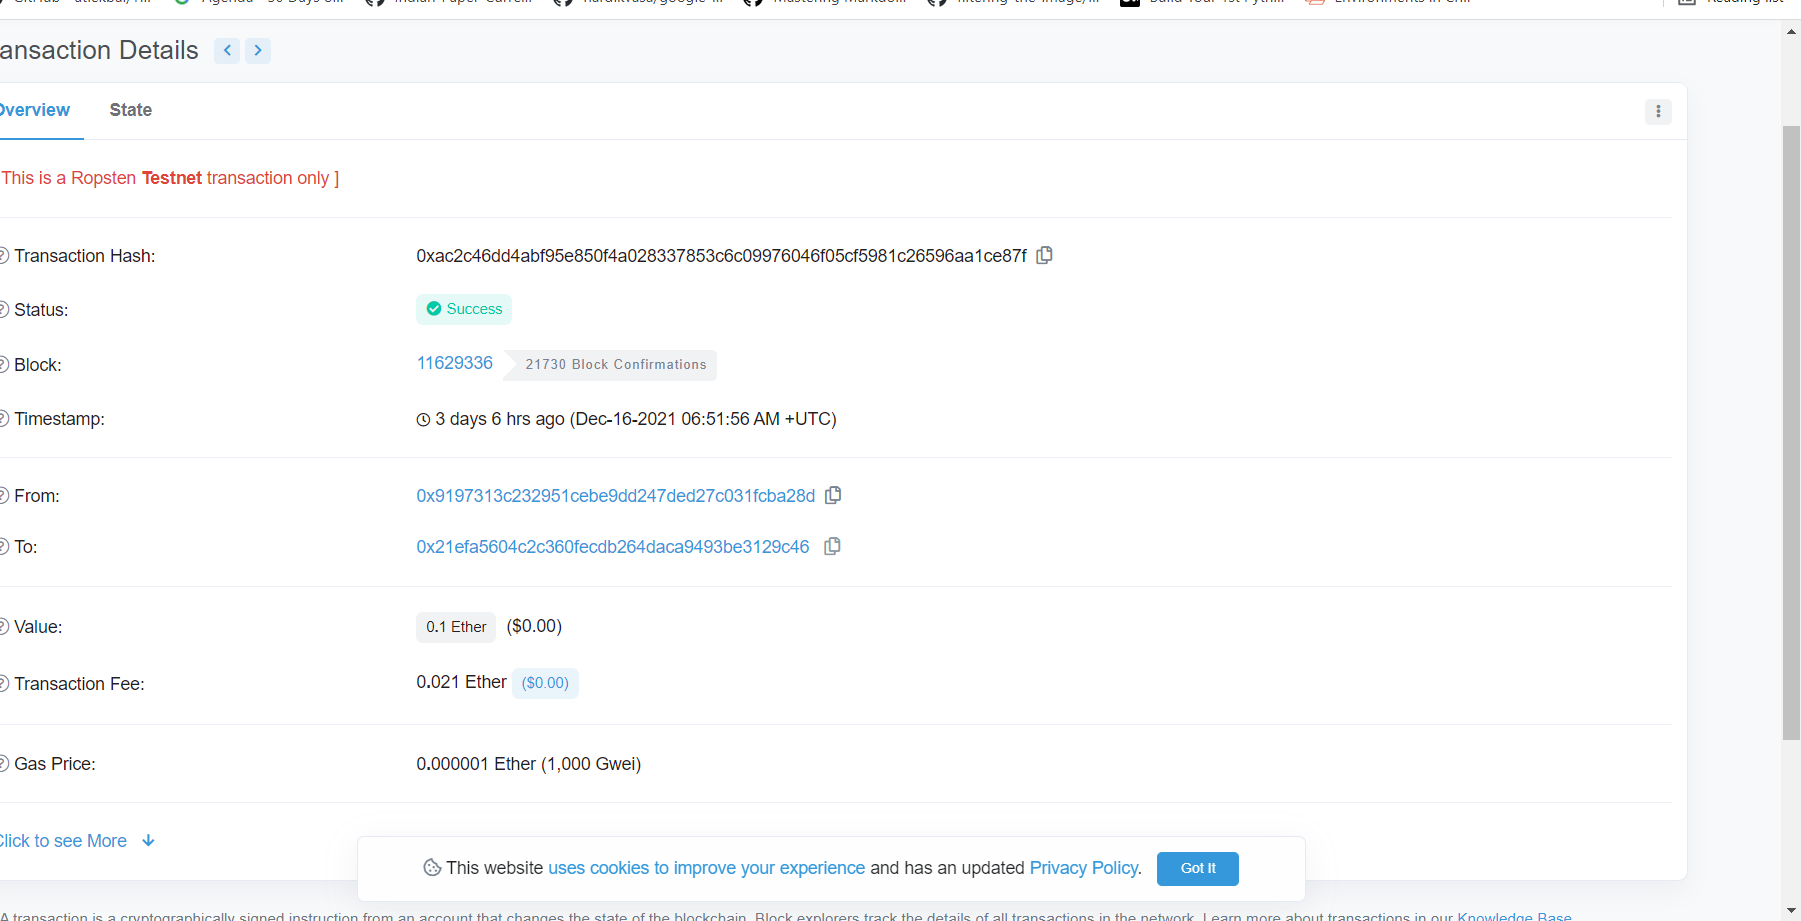 ansaction Details
Overview State
This is a Ropsten Testnet transaction only ]
Transaction Hash: 0xac2c46dd4abf95e850f4a028337853c6c09976046f05cf5981c26596aa1ce87f
Status: Success
Block: 11629336 21730 Block Confirmations
Timestamp: 3 days 6 hrs ago (Dec-16-2021 06:51:56 AM +UTC)
From: 0x9197313c232951cebe9dd247ded27c031fcba28d
To: 0x21efa5604c2c360fecdb264daca9493be3129c46
Value: 0.1 Ether ($0.00)
Transaction Fee: 0.021 Ether ($0.00)
Gas Price: 0.000001 Ether (1,000 Gwei)
Click to see More
This website uses cookies to improve your experience and has an updated Privacy Policy. Got It
A transaction is a cryptographically signed instruction from an account that changes the state of the blockchain. Block explorers track the details of all transactions in the network. Learn more about transactions in our Knowledge Base